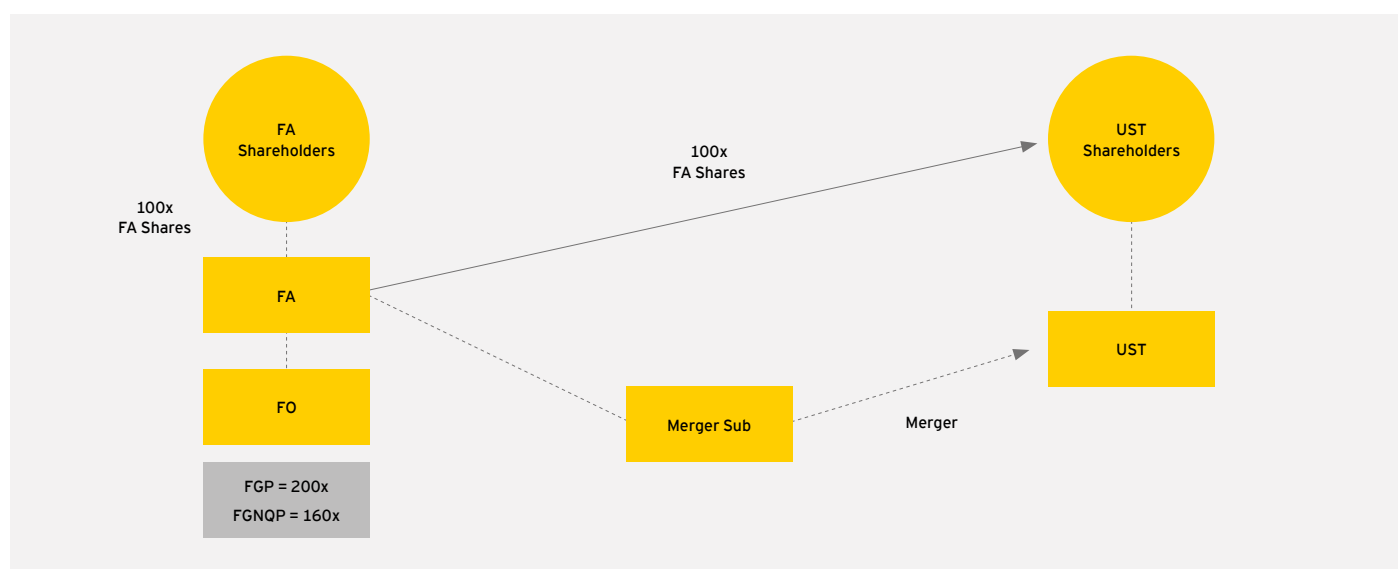 FA
Shareholders
100x
FA Shares
UST
Shareholders
100x
FA Shares
FA
UST
FO
Merger Sub
Merger
FGP = 200x
FGNQP = 160x